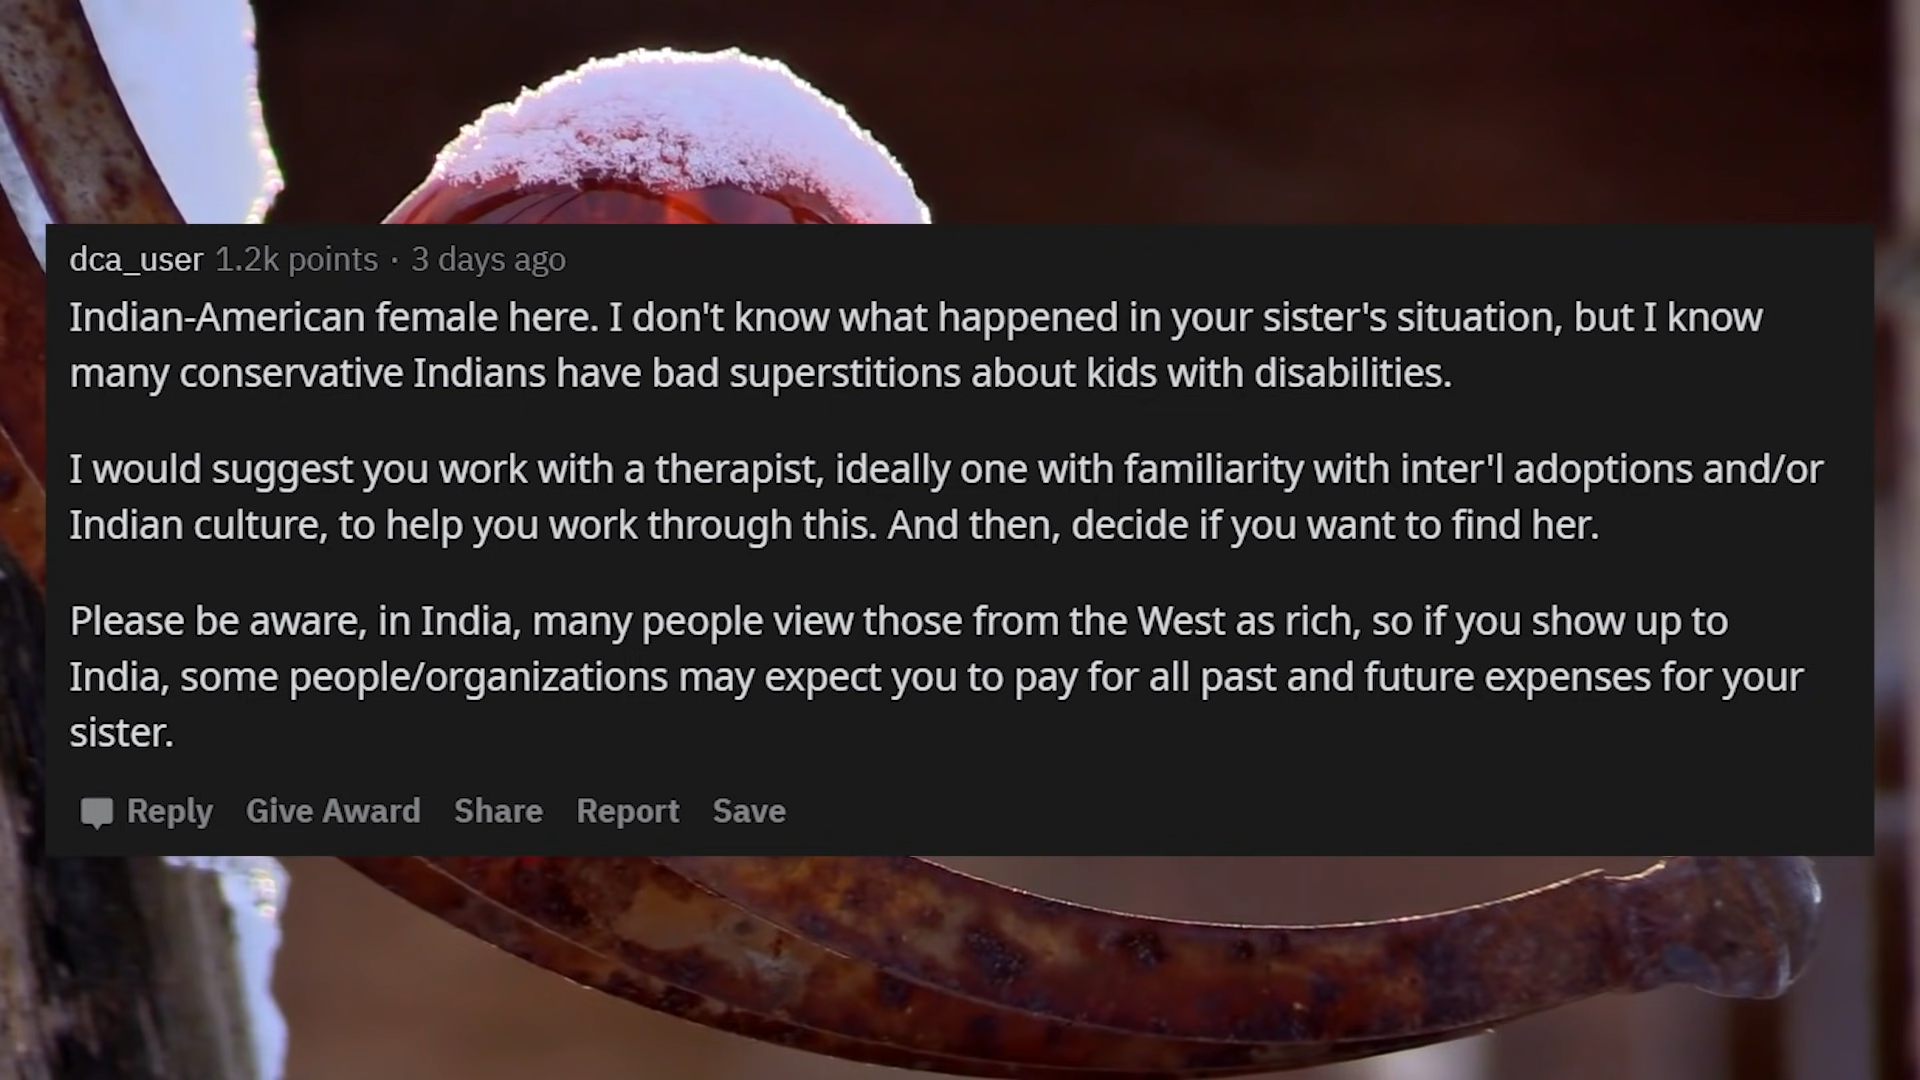 dca_user 1.2k points · 3 days ago
Indian-American female here. I don't know what happened in your sister's situation, but I know
many conservative Indians have bad superstitions about kids with disabilities.
I would suggest you work with a therapist, ideally one with familiarity with inter'l adoptions and/or
Indian culture, to help you work through this. And then, decide if you want to find her.
Please be aware, in India, many people view those from the West as rich, so if you show up to
India, some people/organizations may expect you to pay for all past and future expenses for your
sister.
Reply Give Award Share Report Save